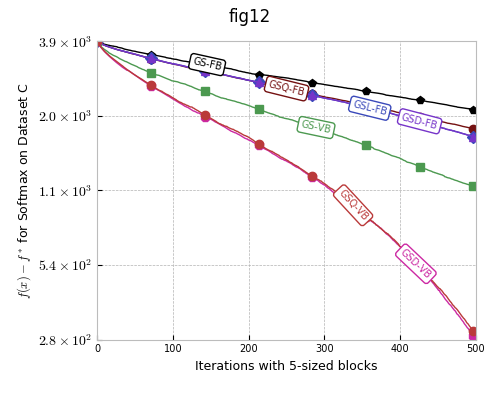 fig12
3.9 × 10³
2.0 × 10³
1.1 × 10³
5.4 × 10²
2.8 × 10²
f(x) − f* for Softmax on Dataset C
GS-FB
GSQ-FB
GSL-FB
GSD-FB
GS-VB
GSQ-VB
GSD-VB
0 100 200 300 400 500
Iterations with 5-sized blocks